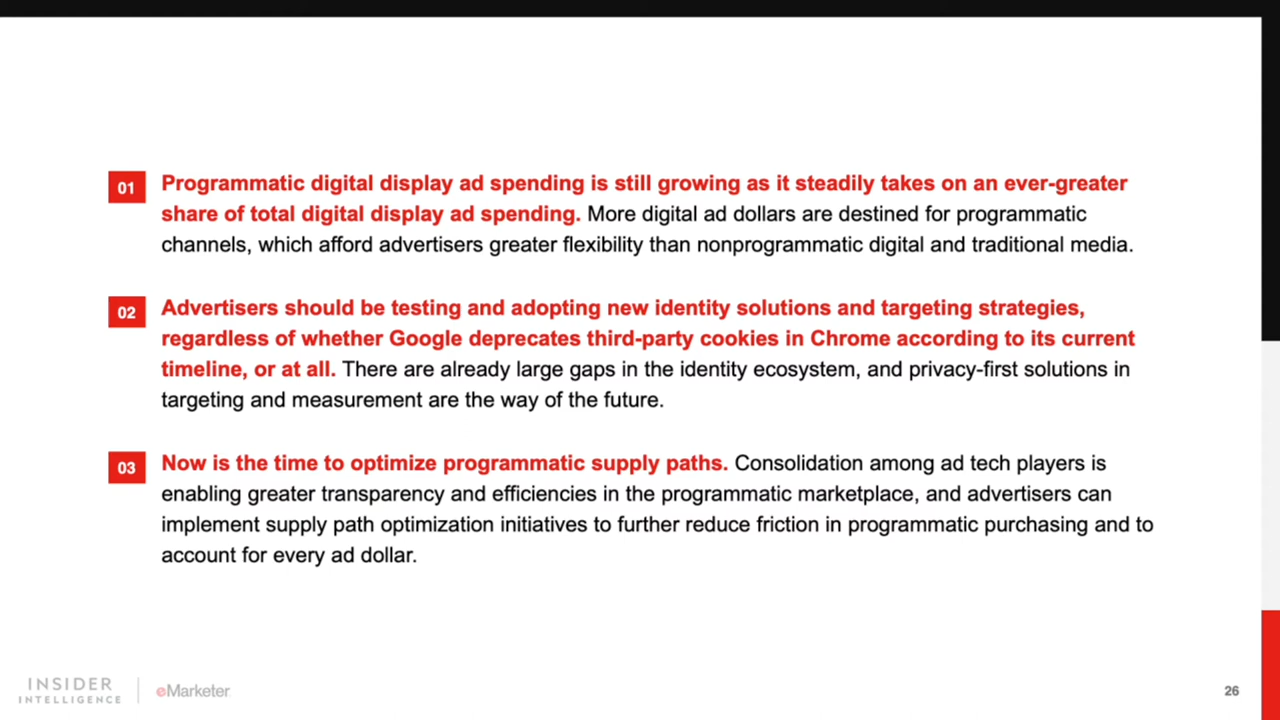 01
Programmatic digital display ad spending is still growing as it steadily takes on an ever-greater
share of total digital display ad spending. More digital ad dollars are destined for programmatic
channels, which afford advertisers greater flexibility than nonprogrammatic digital and traditional media.
02
Advertisers should be testing and adopting new identity solutions and targeting strategies,
regardless of whether Google deprecates third-party cookies in Chrome according to its current
timeline, or at all. There are already large gaps in the identity ecosystem, and privacy-first solutions in
targeting and measurement are the way of the future.
03
Now is the time to optimize programmatic supply paths. Consolidation among ad tech players is
enabling greater transparency and efficiencies in the programmatic marketplace, and advertisers can
implement supply path optimization initiatives to further reduce friction in programmatic purchasing and to
account for every ad dollar.
INSIDER
INTELLIGENCE
eMarketer
26